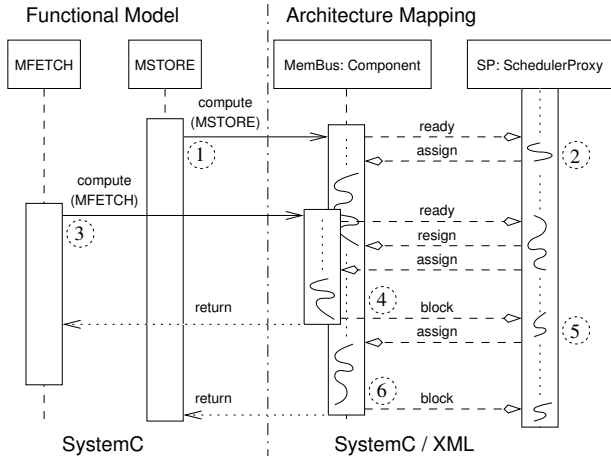 Functional Model
Architecture Mapping
MFETCH
MSTORE
MemBus: Component
SP: SchedulerProxy
compute
(MSTORE)
ready
1
assign
2
compute
(MFETCH)
ready
3
resign
assign
4
return
block
5
assign
6
return
block
SystemC
SystemC / XML